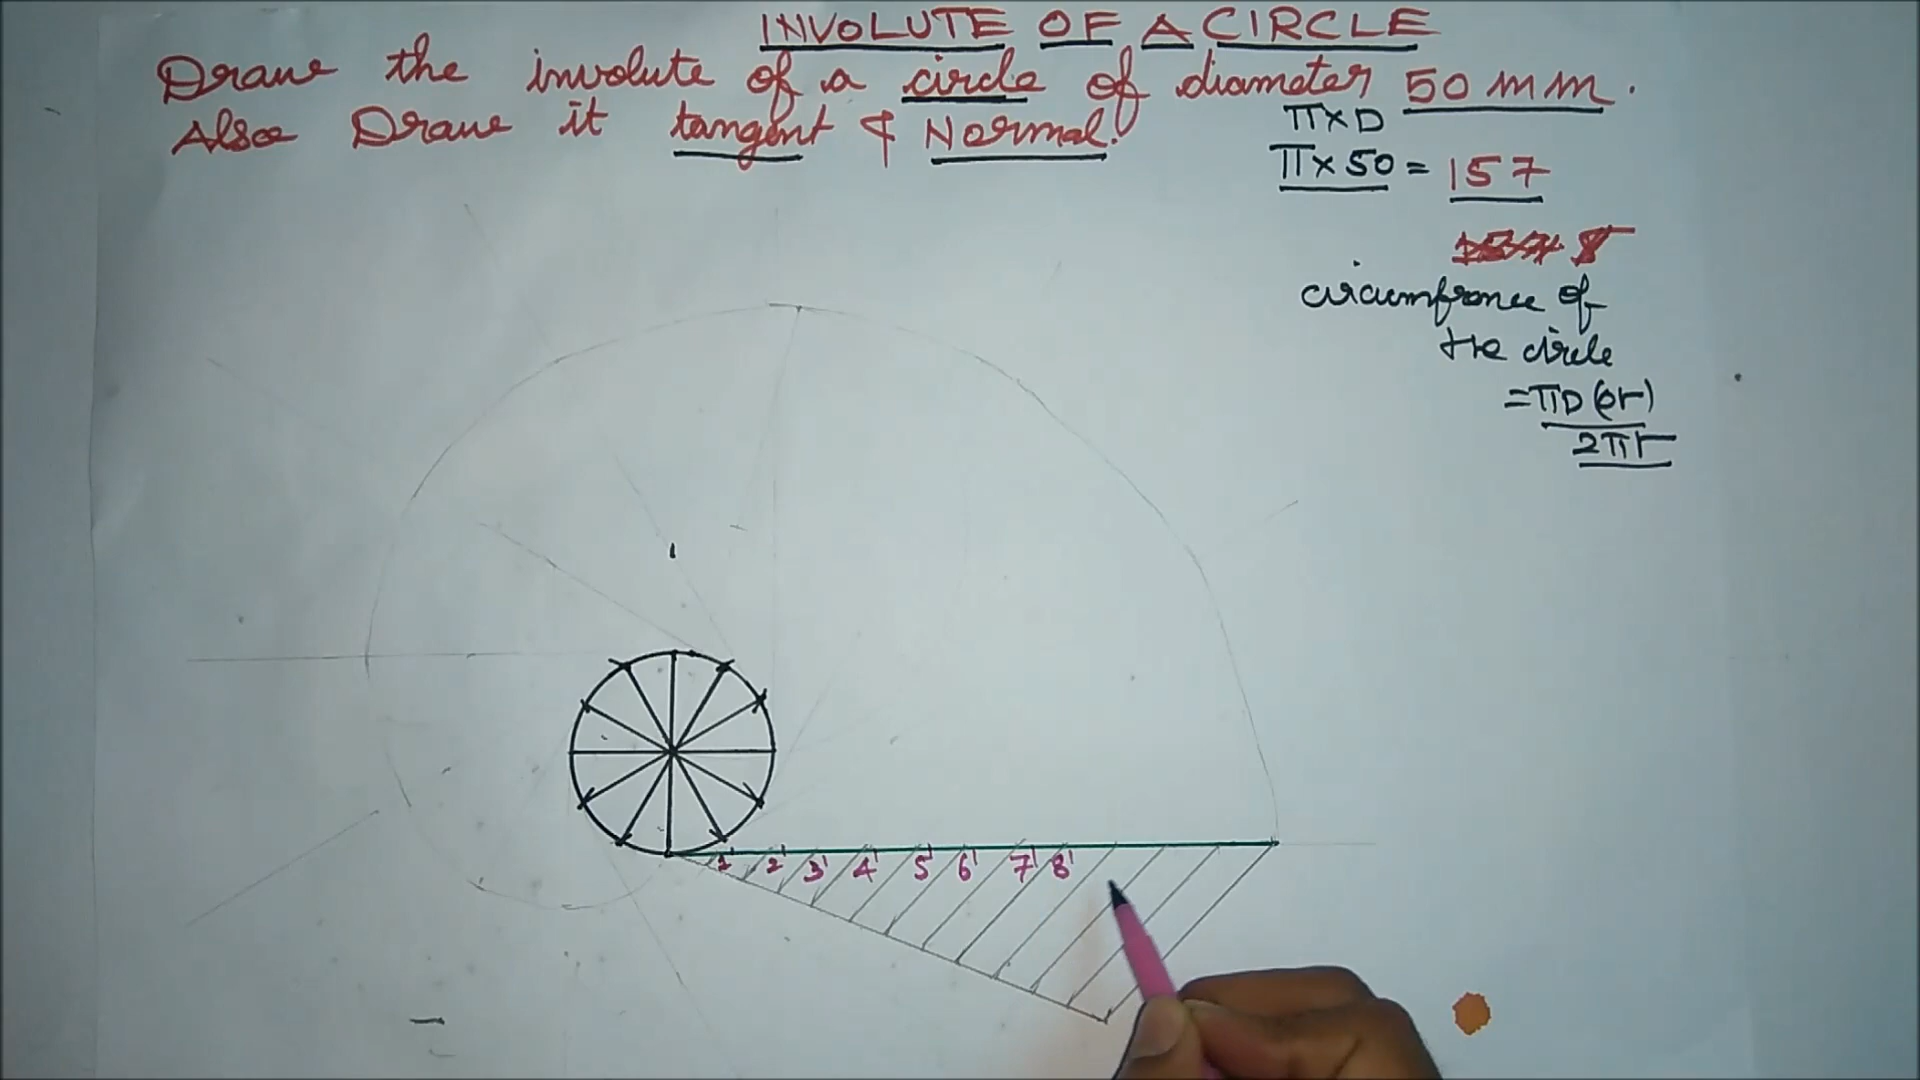 INVOLUTE OF A CIRCLE
Draw the involute of a circle of diameter 50 mm.
Also Draw it tangent & Normal.
π×D
π×50 = 157
circumfrance of
the circle
= πD (or)
2πr
1' 2' 3' 4' 5' 6' 7' 8'